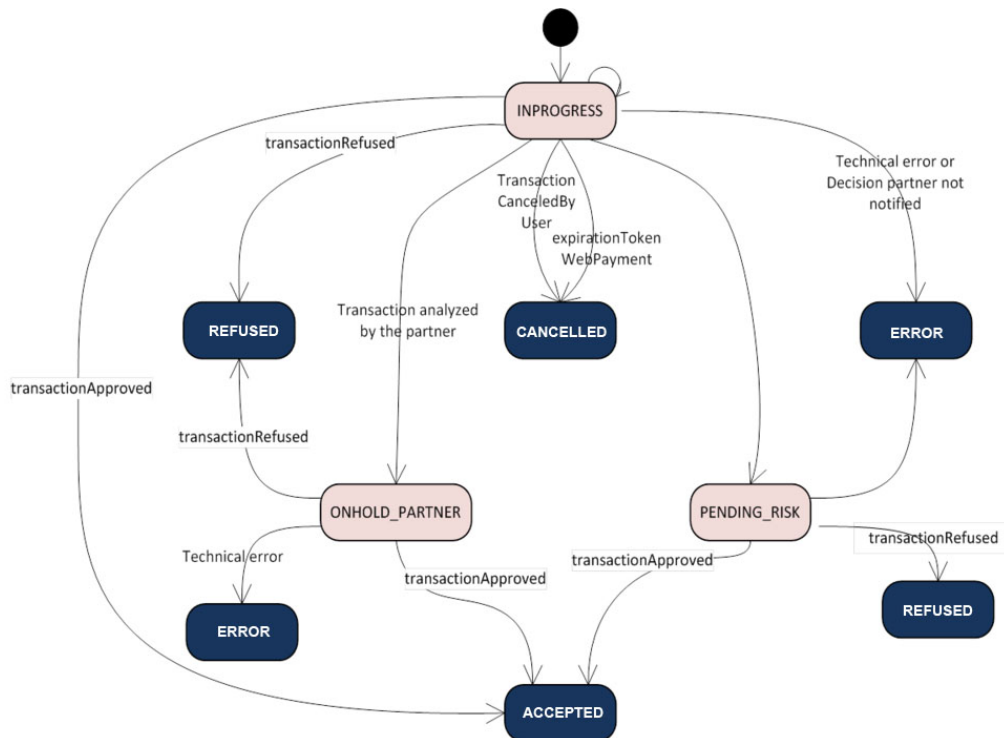 INPROGRESS
transactionRefused
Transaction
CanceledBy
User
expirationToken
WebPayment
Technical error or
Decision partner not
notified
REFUSED
Transaction analyzed
by the partner
CANCELLED
ERROR
transactionApproved
transactionRefused
ONHOLD_PARTNER
PENDING_RISK
Technical error
transactionApproved
transactionApproved
transactionRefused
ERROR
REFUSED
ACCEPTED